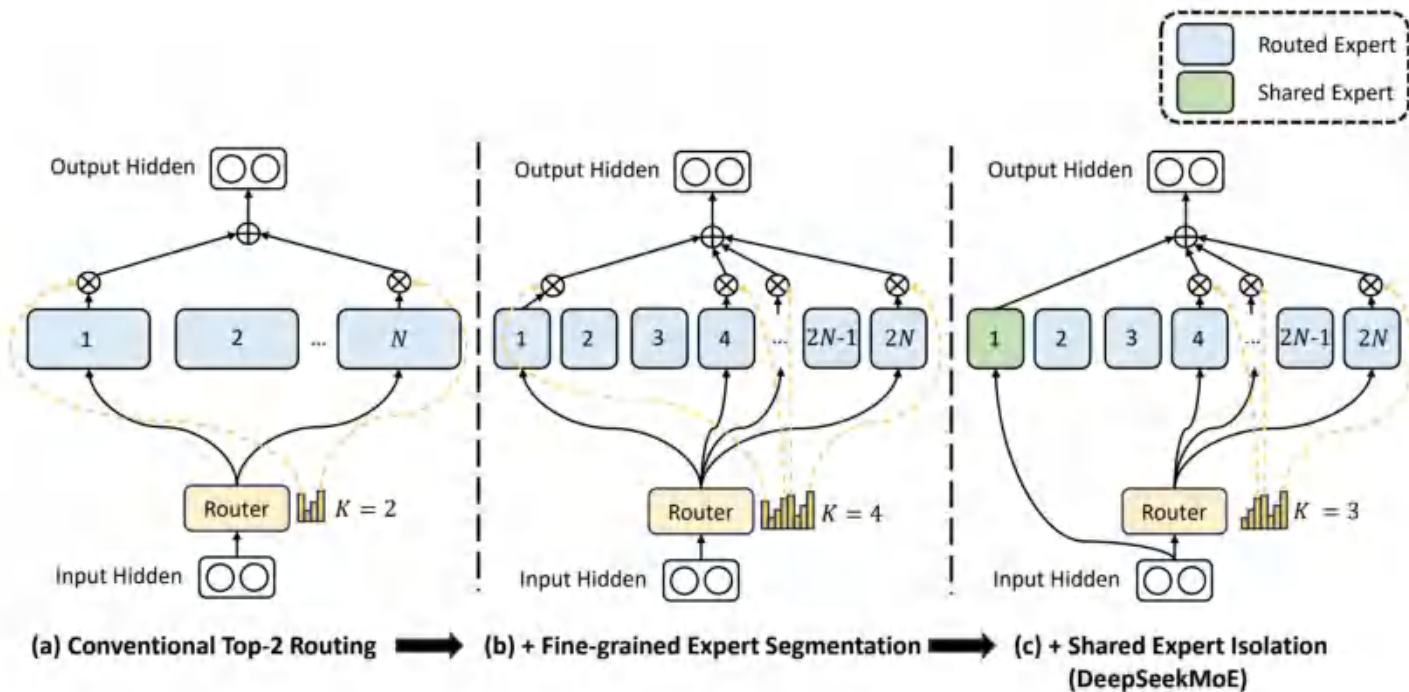 Routed Expert
Shared Expert
Output Hidden
1
2
...
N
Router
K = 2
Input Hidden
(a) Conventional Top-2 Routing
Output Hidden
1
2
3
4
...
2N-1
2N
Router
K = 4
Input Hidden
(b) + Fine-grained Expert Segmentation
Output Hidden
1
2
3
4
...
2N-1
2N
Router
K = 3
Input Hidden
(c) + Shared Expert Isolation
(DeepSeekMoE)